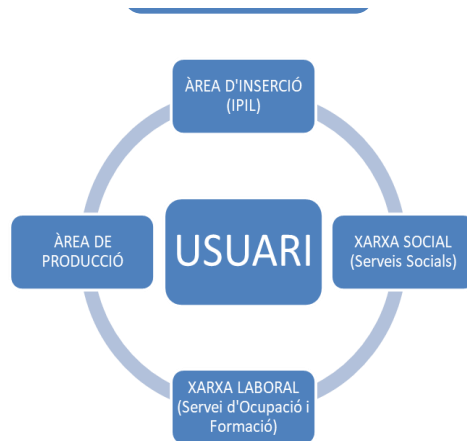 ÀREA D'INSERCIÓ
(IPIL)
ÀREA DE
PRODUCCIÓ
USUARI
XARXA SOCIAL
(Serveis Socials)
XARXA LABORAL
(Servei d'Ocupació i
Formació)